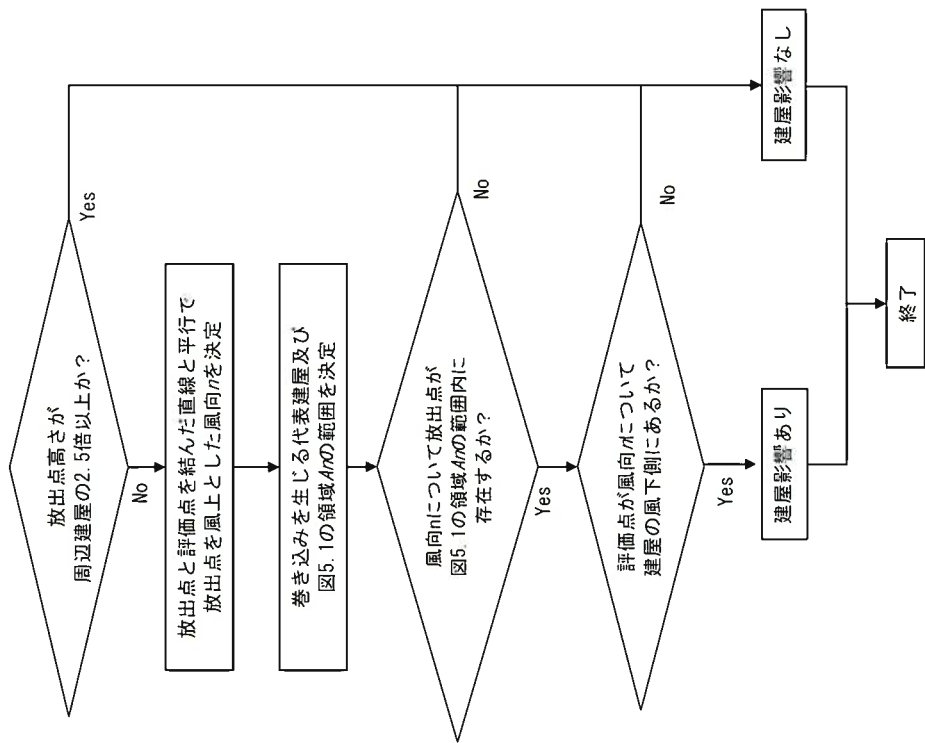 放出点高さが
周辺建屋の2.5倍以上か？
Yes
No
放出点と評価点を結んだ直線と平行で
放出点を風上とした風向nを決定
巻き込みを生じる代表建屋及び
図5.1の領域Anの範囲を決定
風向nについて放出点が
図5.1の領域Anの範囲内に
存在するか？
No
Yes
評価点が風向nについて
建屋の風下側にあるか？
No
Yes
建屋影響あり
建屋影響なし
終了